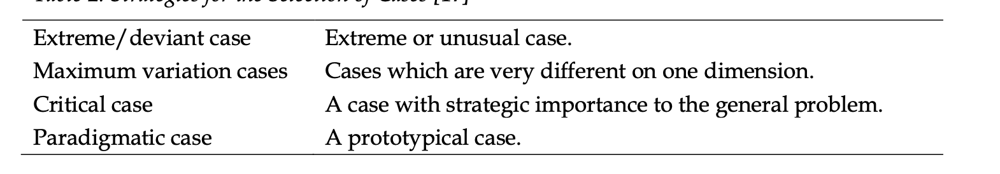 Table 2. Strategies for the Selection of Cases [17]
Extreme/deviant case Extreme or unusual case.
Maximum variation cases Cases which are very different on one dimension.
Critical case A case with strategic importance to the general problem.
Paradigmatic case A prototypical case.